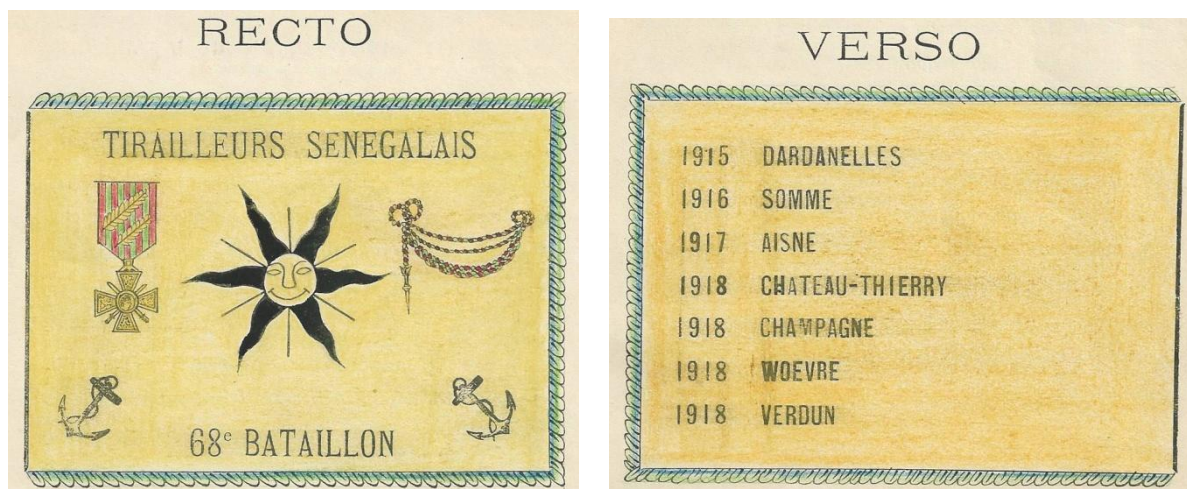 RECTO
TIRAILLEURS SENEGALAIS
68e BATAILLON
VERSO
1915 DARDANELLES
1916 SOMME
1917 AISNE
1918 CHATEAU-THIERRY
1918 CHAMPAGNE
1918 WOEVRE
1918 VERDUN